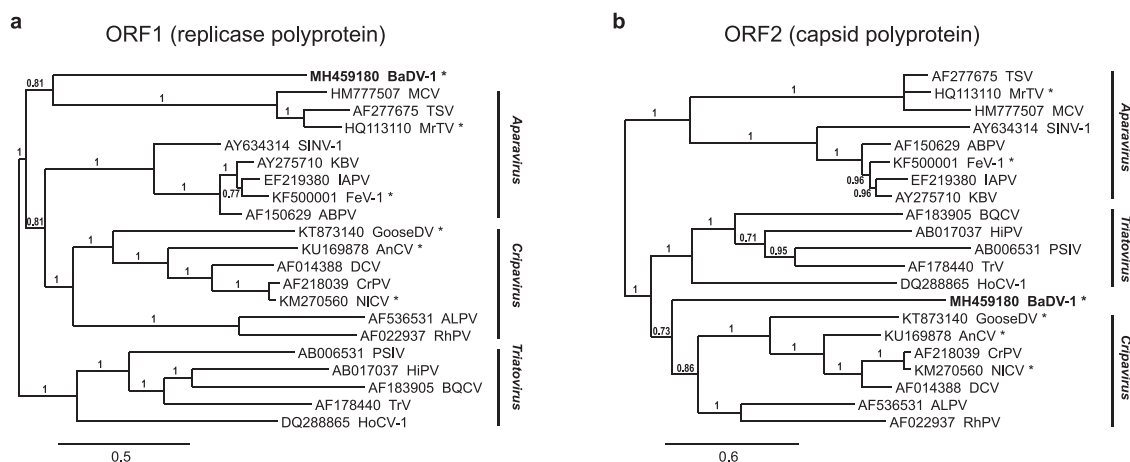 a
ORF1 (replicase polyprotein)
0.81
MH459180 BaDV-1 *
HM777507 MCV
1
AF277675 TSV
1
HQ113110 MrTV *
1
AY634314 SINV-1
1
AY275710 KBV
1
EF219380 IAPV
1
0.77
KF500001 FeV-1 *
AF150629 ABPV
0.81
KT873140 GooseDV *
1
KU169878 AnCV *
1
AF014388 DCV
1
AF218039 CrPV
1
KM270560 NICV *
1
AF536531 ALPV
1
AF022937 RhPV
AB006531 PSIV
1
AB017037 HiPV
1
AF183905 BQCV
1
AF178440 TrV
1
DQ288865 HoCV-1
Aparavirus
Cripavirus
Triatovirus
0.5
b
ORF2 (capsid polyprotein)
AF277675 TSV
1
HQ113110 MrTV *
HM777507 MCV
1
AY634314 SINV-1
1
AF150629 ABPV
1
KF500001 FeV-1 *
0.96
EF219380 IAPV
0.96
AY275710 KBV
AF183905 BQCV
1
AB017037 HiPV
0.71
AB006531 PSIV
0.95
AF178440 TrV
1
DQ288865 HoCV-1
1
MH459180 BaDV-1 *
0.73
KT873140 GooseDV *
1
KU169878 AnCV *
1
AF218039 CrPV
1
KM270560 NICV *
0.86
AF014388 DCV
AF536531 ALPV
1
AF022937 RhPV
Aparavirus
Triatovirus
Cripavirus
0.6